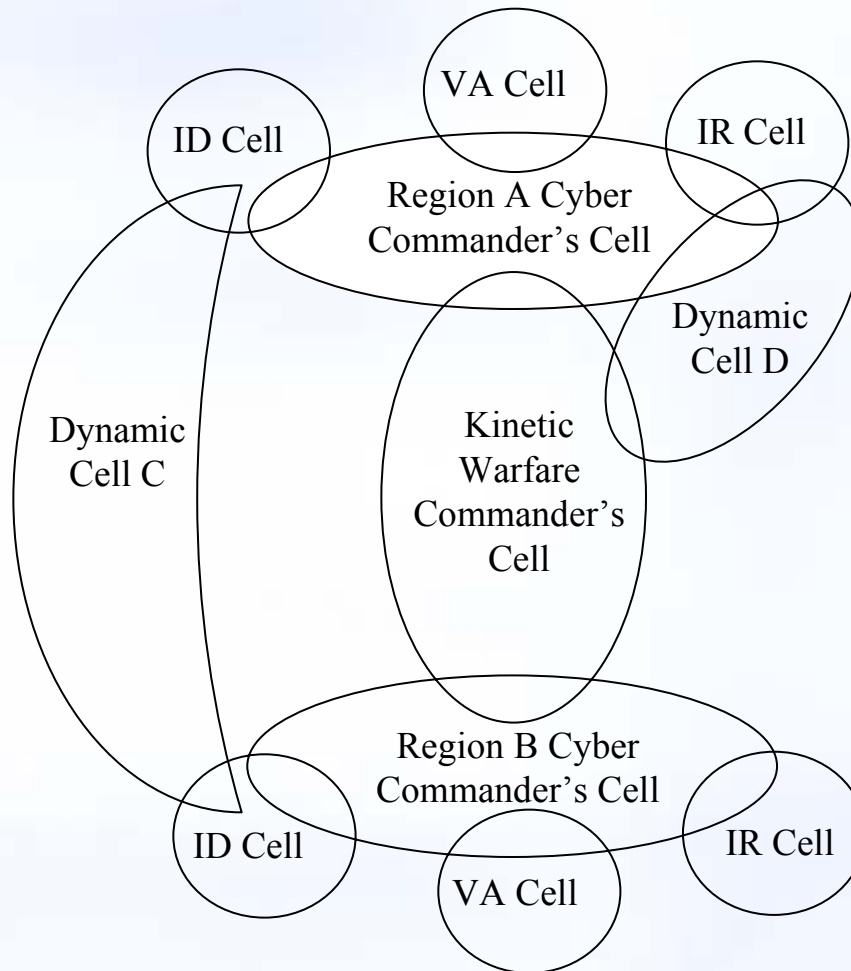 VA Cell
ID Cell
IR Cell
Region A Cyber
Commander’s Cell
Dynamic
Cell D
Dynamic
Cell C
Kinetic
Warfare
Commander’s
Cell
Region B Cyber
Commander’s Cell
ID Cell
VA Cell
IR Cell